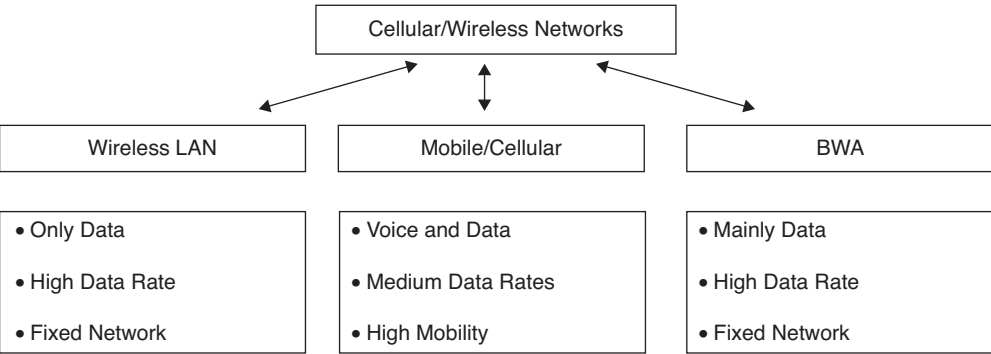 Cellular/Wireless Networks
Wireless LAN
Mobile/Cellular
BWA
• Only Data
• High Data Rate
• Fixed Network
• Voice and Data
• Medium Data Rates
• High Mobility
• Mainly Data
• High Data Rate
• Fixed Network